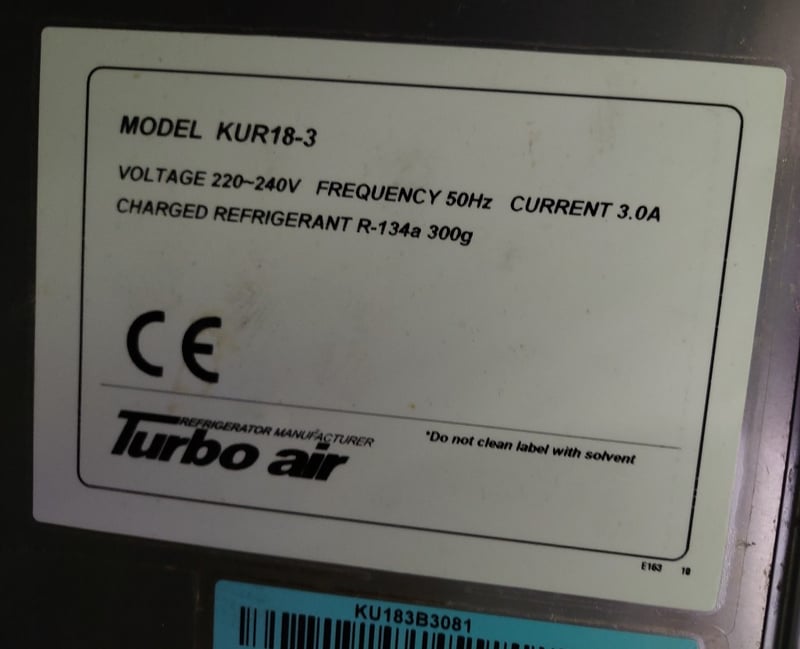 MODEL KUR18-3
VOLTAGE 220~240V FREQUENCY 50Hz CURRENT 3.0A
CHARGED REFRIGERANT R-134a 300g
CE
REFRIGERATOR MANUFACTURER
Turbo air
*Do not clean label with solvent
E163 10
KU183B3081